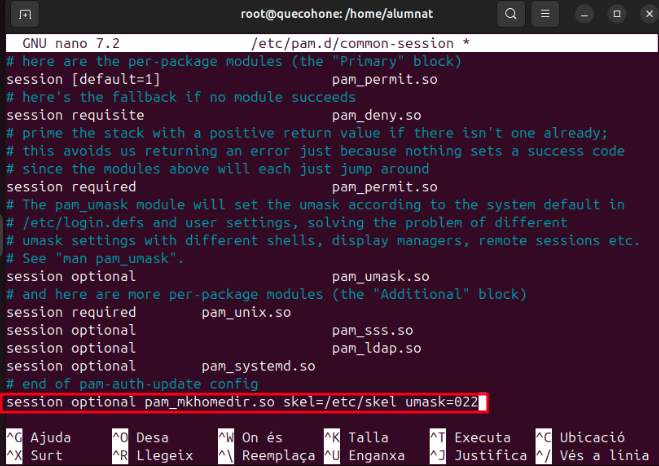 root@quecohone: /home/alumnat
GNU nano 7.2 /etc/pam.d/common-session *
# here are the per-package modules (the "Primary" block)
session [default=1] pam_permit.so
# here's the fallback if no module succeeds
session requisite pam_deny.so
# prime the stack with a positive return value if there isn't one already;
# this avoids us returning an error just because nothing sets a success code
# since the modules above will each just jump around
session required pam_permit.so
# The pam_umask module will set the umask according to the system default in
# /etc/login.defs and user settings, solving the problem of different
# umask settings with different shells, display managers, remote sessions etc.
# See "man pam_umask".
session optional pam_umask.so
# and here are more per-package modules (the "Additional" block)
session required pam_unix.so
session optional pam_sss.so
session optional pam_ldap.so
session optional pam_systemd.so
# end of pam-auth-update config
session optional pam_mkhomedir.so skel=/etc/skel umask=022
^G Ajuda ^O Desa ^W On és ^K Talla ^T Executa ^C Ubicació
^X Surt ^R Llegeix ^\ Reemplaça ^U Enganxa ^J Justifica ^/ Vés a línia